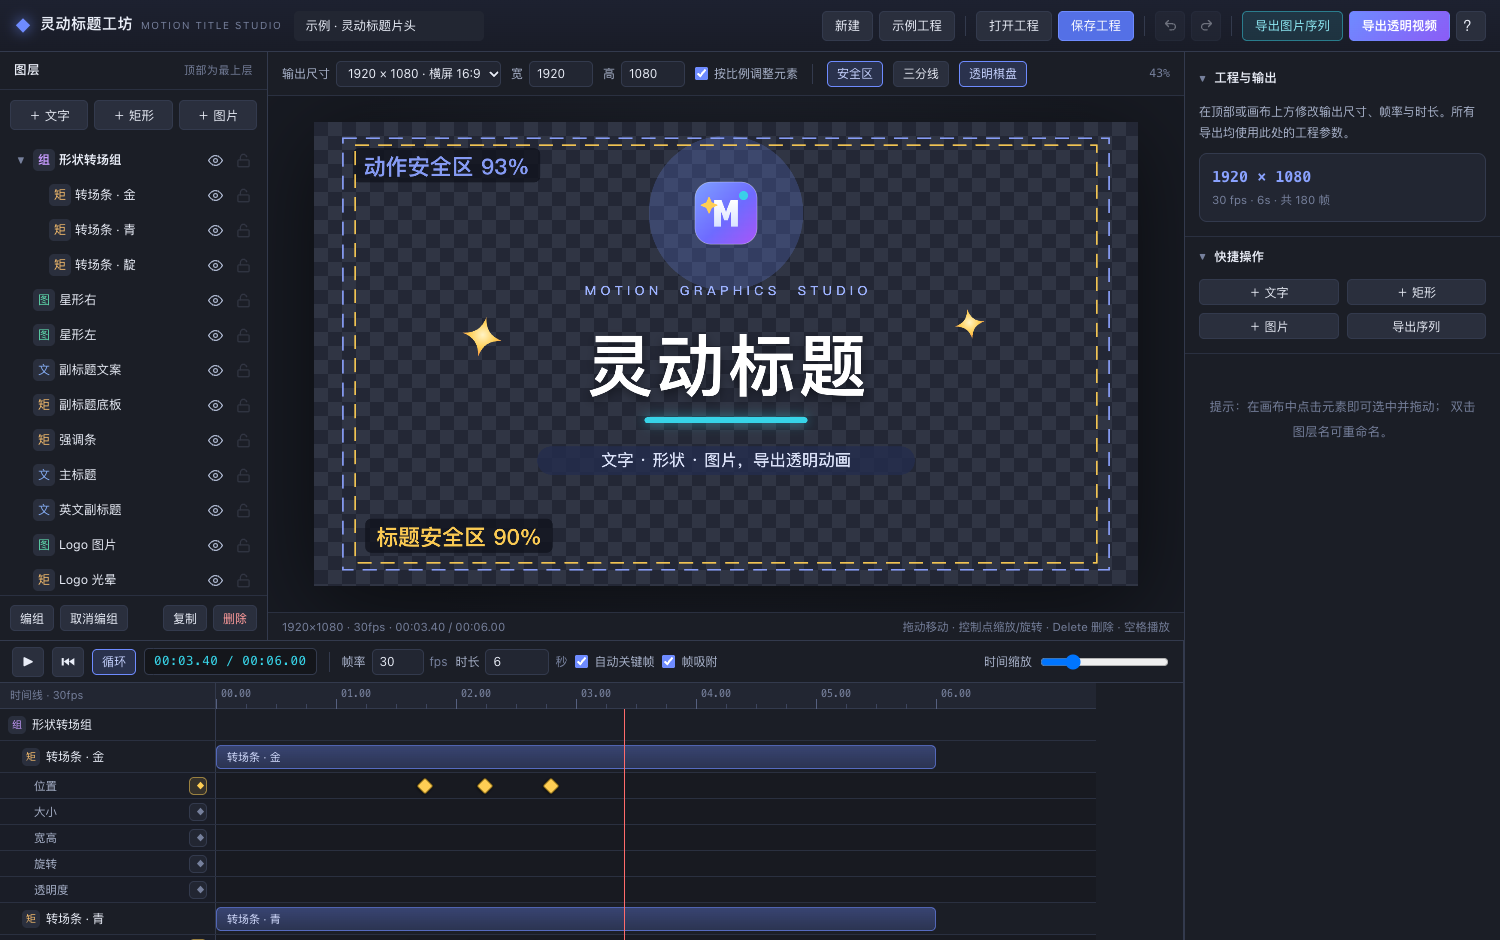 灵动标题工坊 MOTION TITLE STUDIO 示例 · 灵动标题片头 新建 示例工程 打开工程 保存工程 导出图片序列 导出透明视频 ?
图层 顶部为最上层
+ 文字 + 矩形 + 图片
组 形状转场组
矩 转场条 · 金
矩 转场条 · 青
矩 转场条 · 靛
图 星形右
图 星形左
文 副标题文案
矩 副标题底板
矩 强调条
文 主标题
文 英文副标题
图 Logo 图片
矩 Logo 光晕
编组 取消编组 复制 删除
输出尺寸 1920 × 1080 · 横屏 16:9 宽 1920 高 1080 按比例调整元素 安全区 三分线 透明棋盘 43%
动作安全区 93%
M
MOTION GRAPHICS STUDIO
灵动标题
文字 · 形状 · 图片，导出透明动画
标题安全区 90%
1920×1080 · 30fps · 00:03.40 / 00:06.00 拖动移动 · 控制点缩放/旋转 · Delete 删除 · 空格播放
工程与输出
在顶部或画布上方修改输出尺寸、帧率与时长。所有
导出均使用此处的工程参数。
1920 × 1080
30 fps · 6s · 共 180 帧
快捷操作
+ 文字 + 矩形
+ 图片 导出序列
提示：在画布中点击元素即可选中并拖动； 双击
图层名可重命名。
循环 00:03.40 / 00:06.00 帧率 30 fps 时长 6 秒 自动关键帧 帧吸附 时间缩放
时间线 · 30fps 00.00 01.00 02.00 03.00 04.00 05.00 06.00
组 形状转场组
矩 转场条 · 金 转场条 · 金
位置
大小
宽高
旋转
透明度
矩 转场条 · 青 转场条 · 青